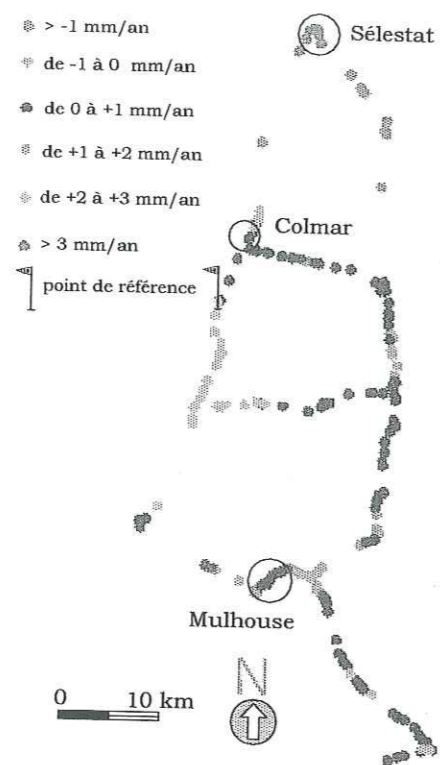 > -1 mm/an
Sélestat
de -1 à 0 mm/an
de 0 à +1 mm/an
de +1 à +2 mm/an
de +2 à +3 mm/an
> 3 mm/an
Colmar
point de référence
Mulhouse
N
0 10 km